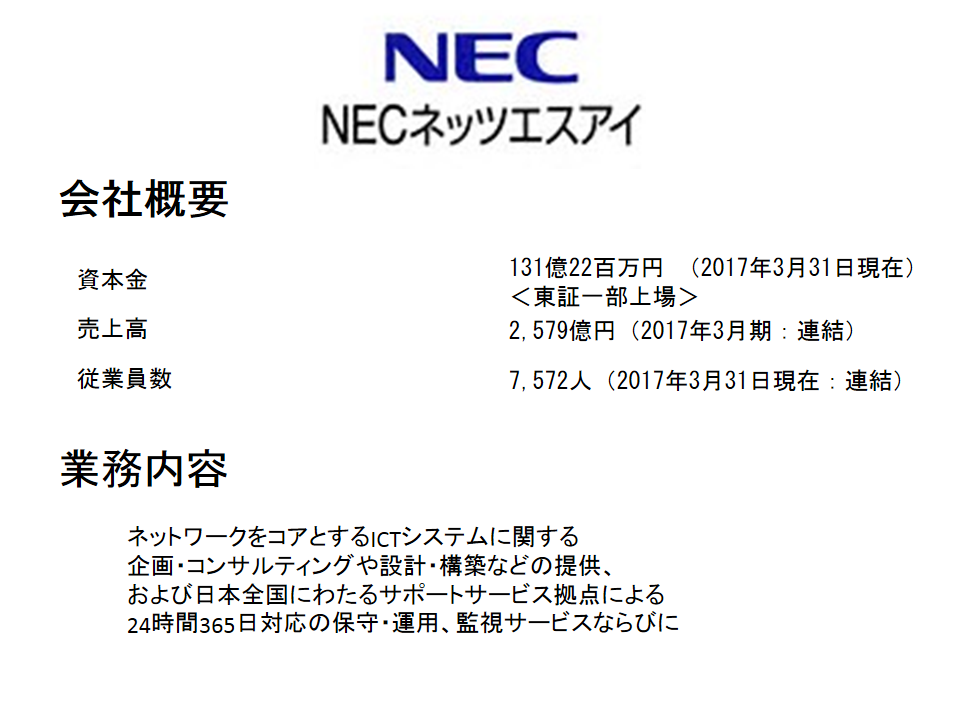 NEC
NECネッツエスアイ
会社概要
資本金
131億22百万円　(2017年3月31日現在)
＜東証一部上場＞
売上高
2,579億円 (2017年3月期：連結)
従業員数
7,572人 (2017年3月31日現在：連結)
業務内容
ネットワークをコアとするICTシステムに関する
企画・コンサルティングや設計・構築などの提供、
および日本全国にわたるサポートサービス拠点による
24時間365日対応の保守・運用、監視サービスならびに